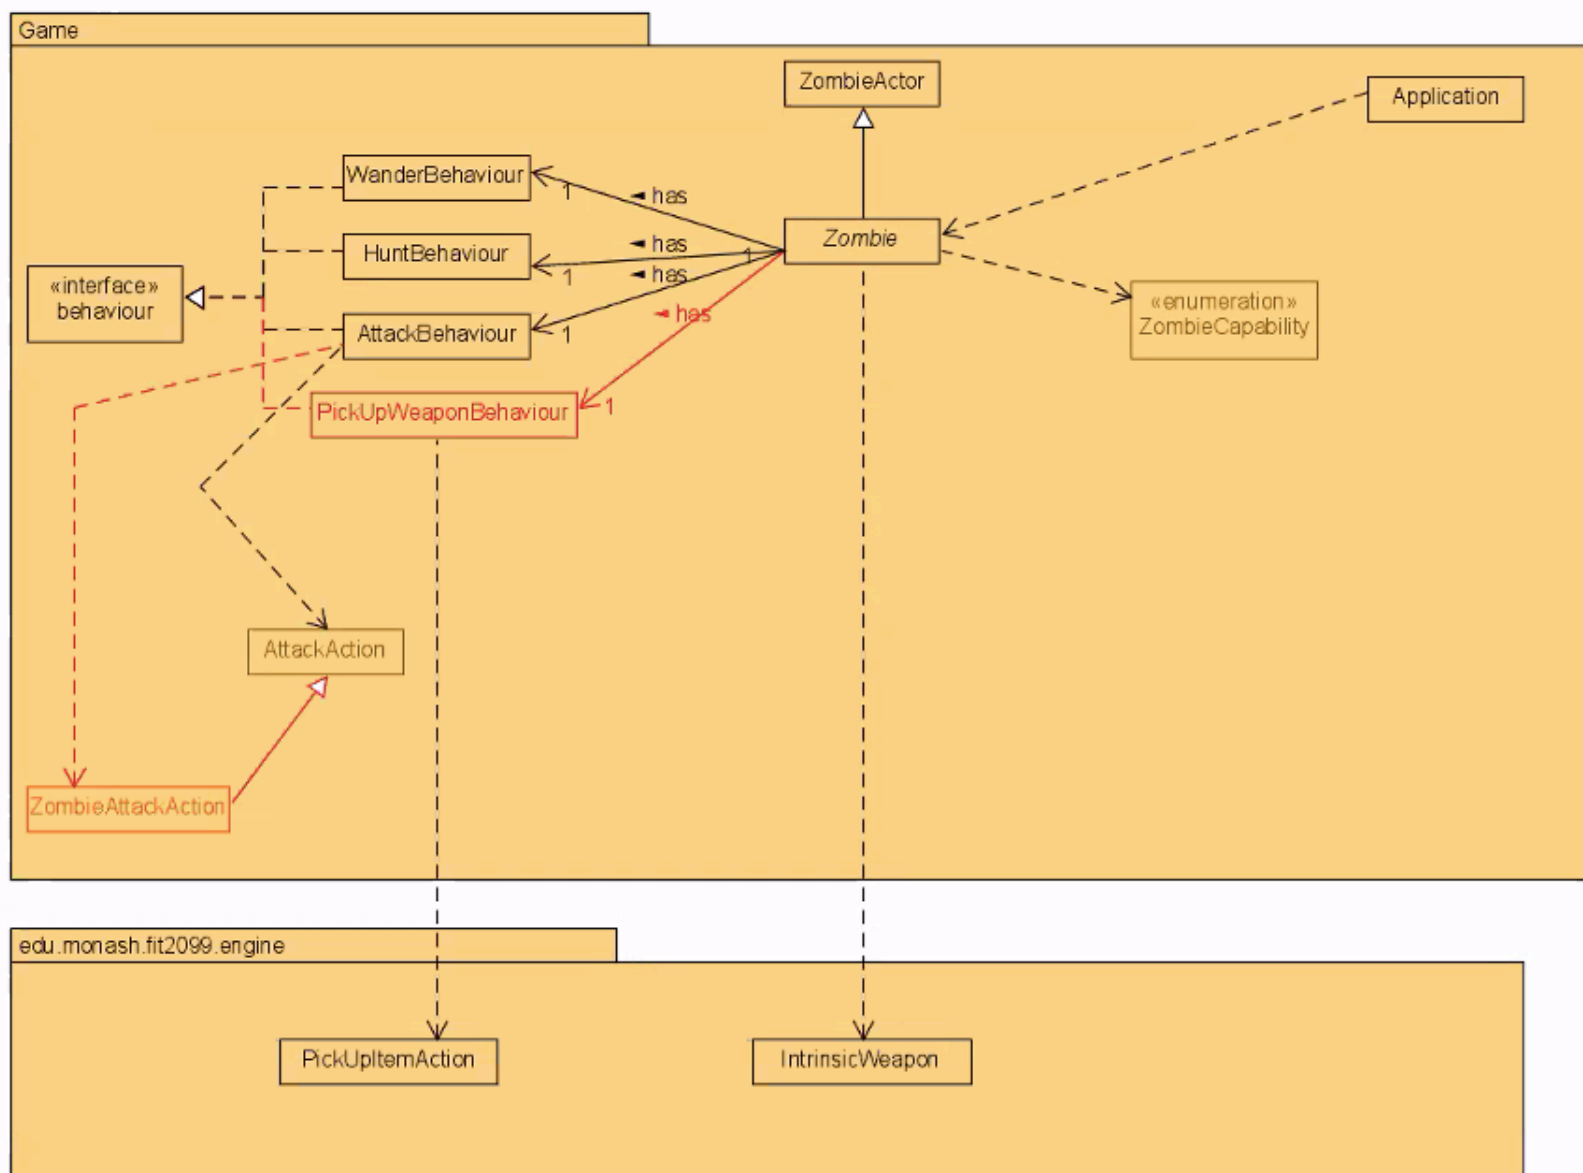 Game
ZombieActor
Application
WanderBehaviour
1
◄ has
Zombie
HuntBehaviour
1
◄ has
1
◄ has
«interface»
behaviour
«enumeration»
ZombieCapability
◄ has
AttackBehaviour
1
PickUpWeaponBehaviour
1
AttackAction
ZombieAttackAction
edu.monash.fit2099.engine
PickUpItemAction
IntrinsicWeapon